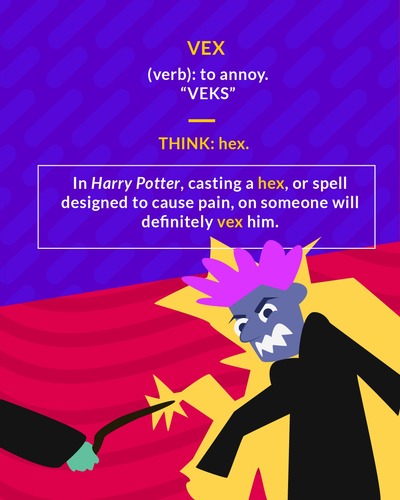 VEX
(verb): to annoy.
“VEKS”
THINK: hex.
In Harry Potter, casting a hex, or spell
designed to cause pain, on someone will
definitely vex him.